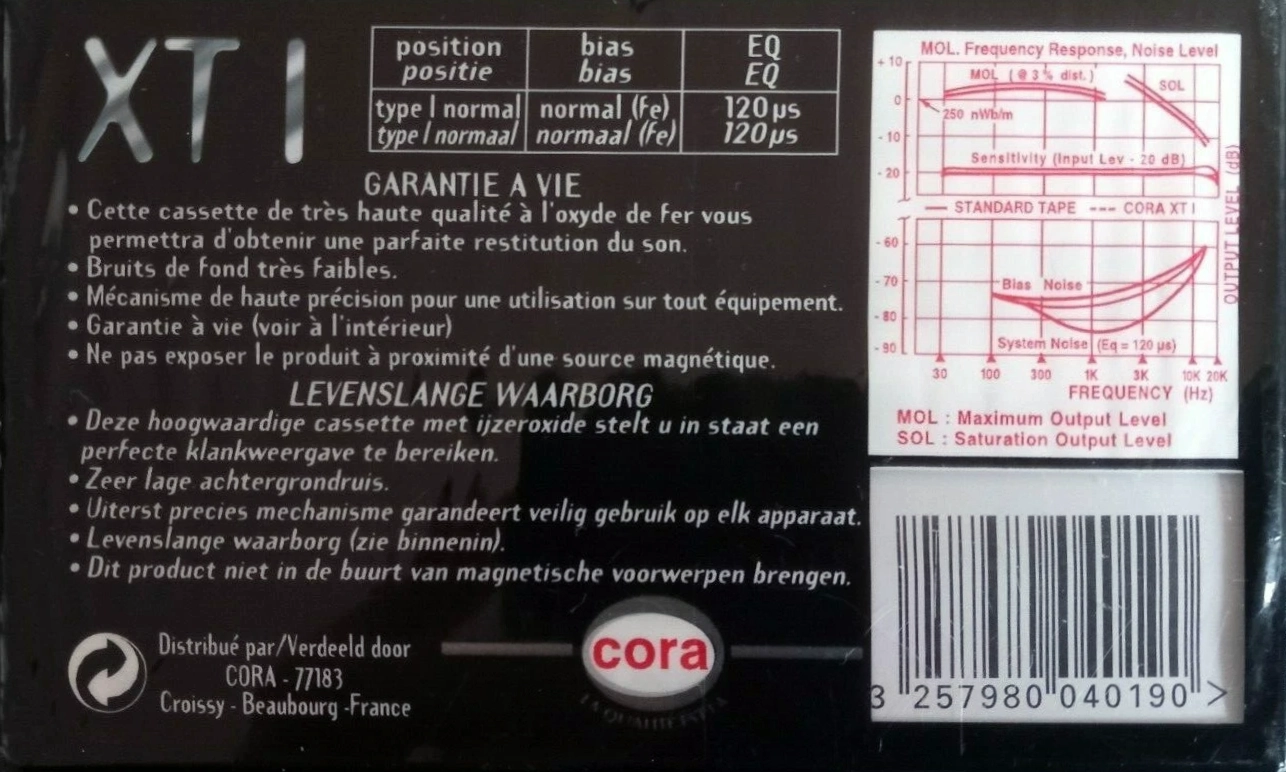 XT I
position bias EQ
positie bias EQ
type I normal normal (Fe) 120 µs
type I normaal normaal (Fe) 120 µs
GARANTIE A VIE
• Cette cassette de très haute qualité à l'oxyde de fer vous
permettra d'obtenir une parfaite restitution du son.
• Bruits de fond très faibles.
• Mécanisme de haute précision pour une utilisation sur tout équipement.
• Garantie à vie (voir à l'intérieur)
• Ne pas exposer le produit à proximité d'une source magnétique.
LEVENSLANGE WAARBORG
• Deze hoogwaardige cassette met ijzeroxide stelt u in staat een
perfecte klankweergave te bereiken.
• Zeer lage achtergrondruis.
• Uiterst precies mechanisme garandeert veilig gebruik op elk apparaat.
• Levenslange waarborg (zie binnenin).
• Dit product niet in de buurt van magnetische voorwerpen brengen.
Distribué par/Verdeeld door
CORA - 77183
Croissy - Beaubourg -France
cora
MOL. Frequency Response, Noise Level
+ 10
MOL (@ 3 % dist.)
SOL
0
250 nWb/m
- 10
Sensitivity (Input Lev - 20 dB)
- 20
STANDARD TAPE --- CORA XT I
OUTPUT LEVEL (dB)
- 60
- 70
Bias Noise
- 80
System Noise (Eq = 120 µs)
- 90
30 100 300 1K 3K 10K 20K
FREQUENCY (Hz)
MOL : Maximum Output Level
SOL : Saturation Output Level
3 257980 040190 >